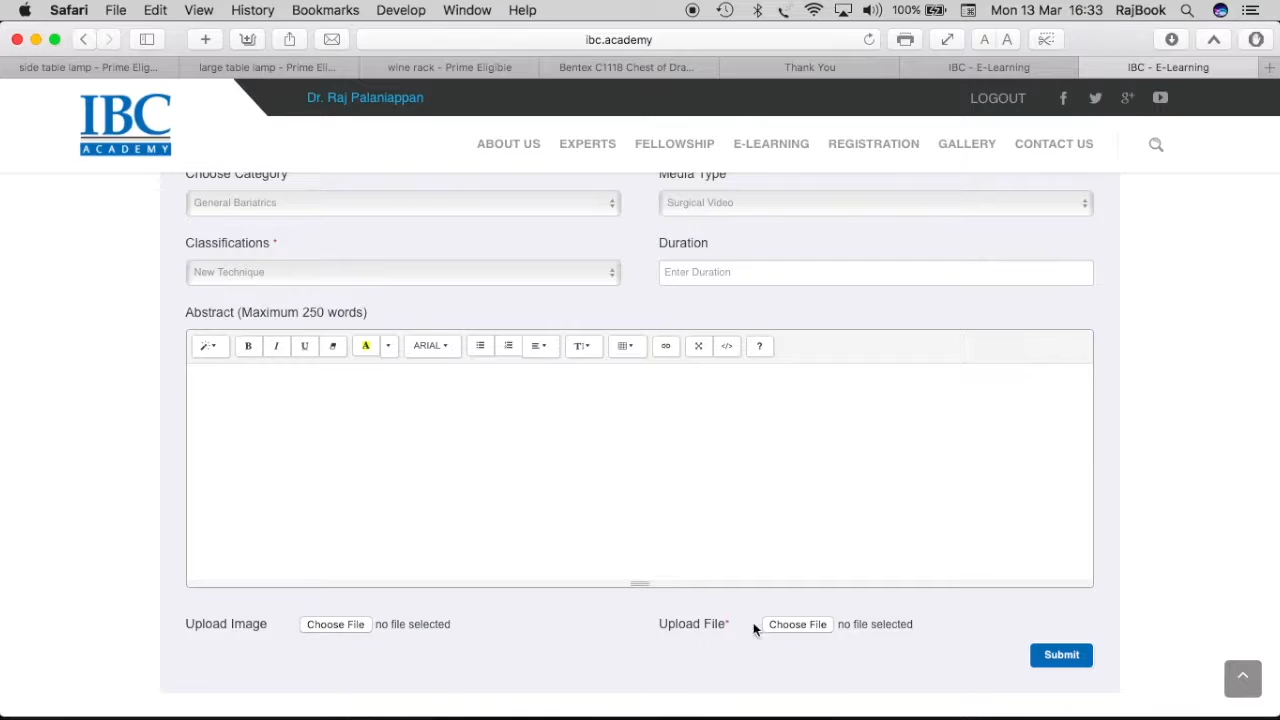 Safari File Edit View History Bookmarks Develop Window Help 100% Mon 13 Mar 16:33 RajBook
ibc.academy A A
side table lamp – Prime Elig... large table lamp – Prime Eli... wine rack – Prime Eligible Bentex C1118 Chest of Dra... Thank You IBC – E-Learning IBC – E-Learning
Dr. Raj Palaniappan LOGOUT
IBC
ACADEMY
ABOUT US EXPERTS FELLOWSHIP E-LEARNING REGISTRATION GALLERY CONTACT US
Choose Category Media Type
General Bariatrics Surgical Video
Classifications * Duration
New Technique Enter Duration
Abstract (Maximum 250 words)
B I U A ARIAL T </> ?
Upload Image Choose File no file selected Upload File* Choose File no file selected
Submit